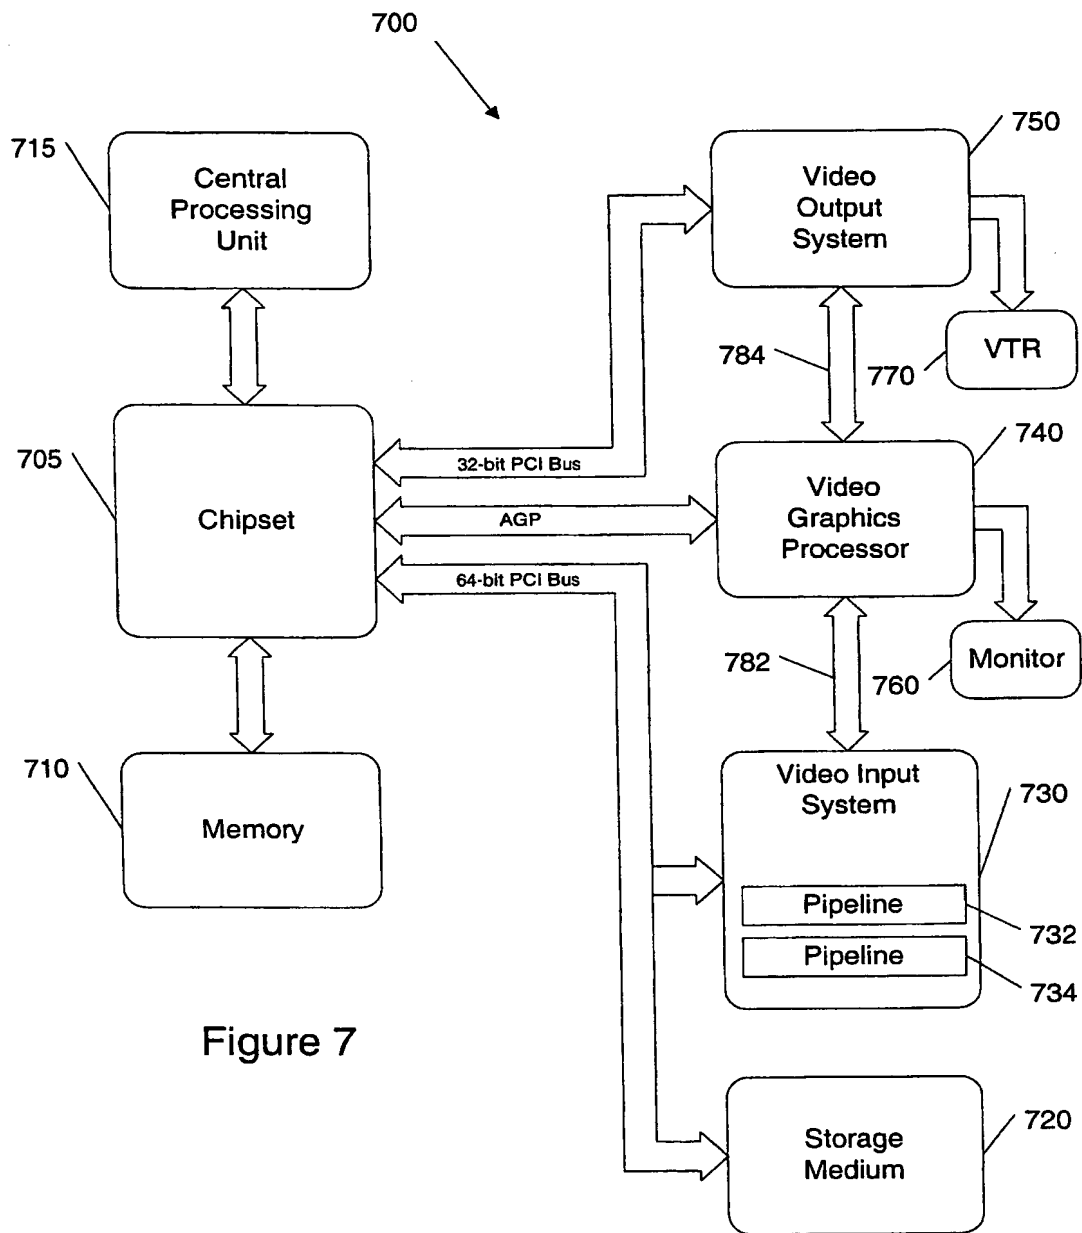 700
715
Central
Processing
Unit
750
Video
Output
System
784
770
VTR
705
Chipset
32-bit PCI Bus
AGP
64-bit PCI Bus
740
Video
Graphics
Processor
782
760
Monitor
710
Memory
Video Input
System
730
Pipeline
732
Pipeline
734
Figure 7
Storage
Medium
720